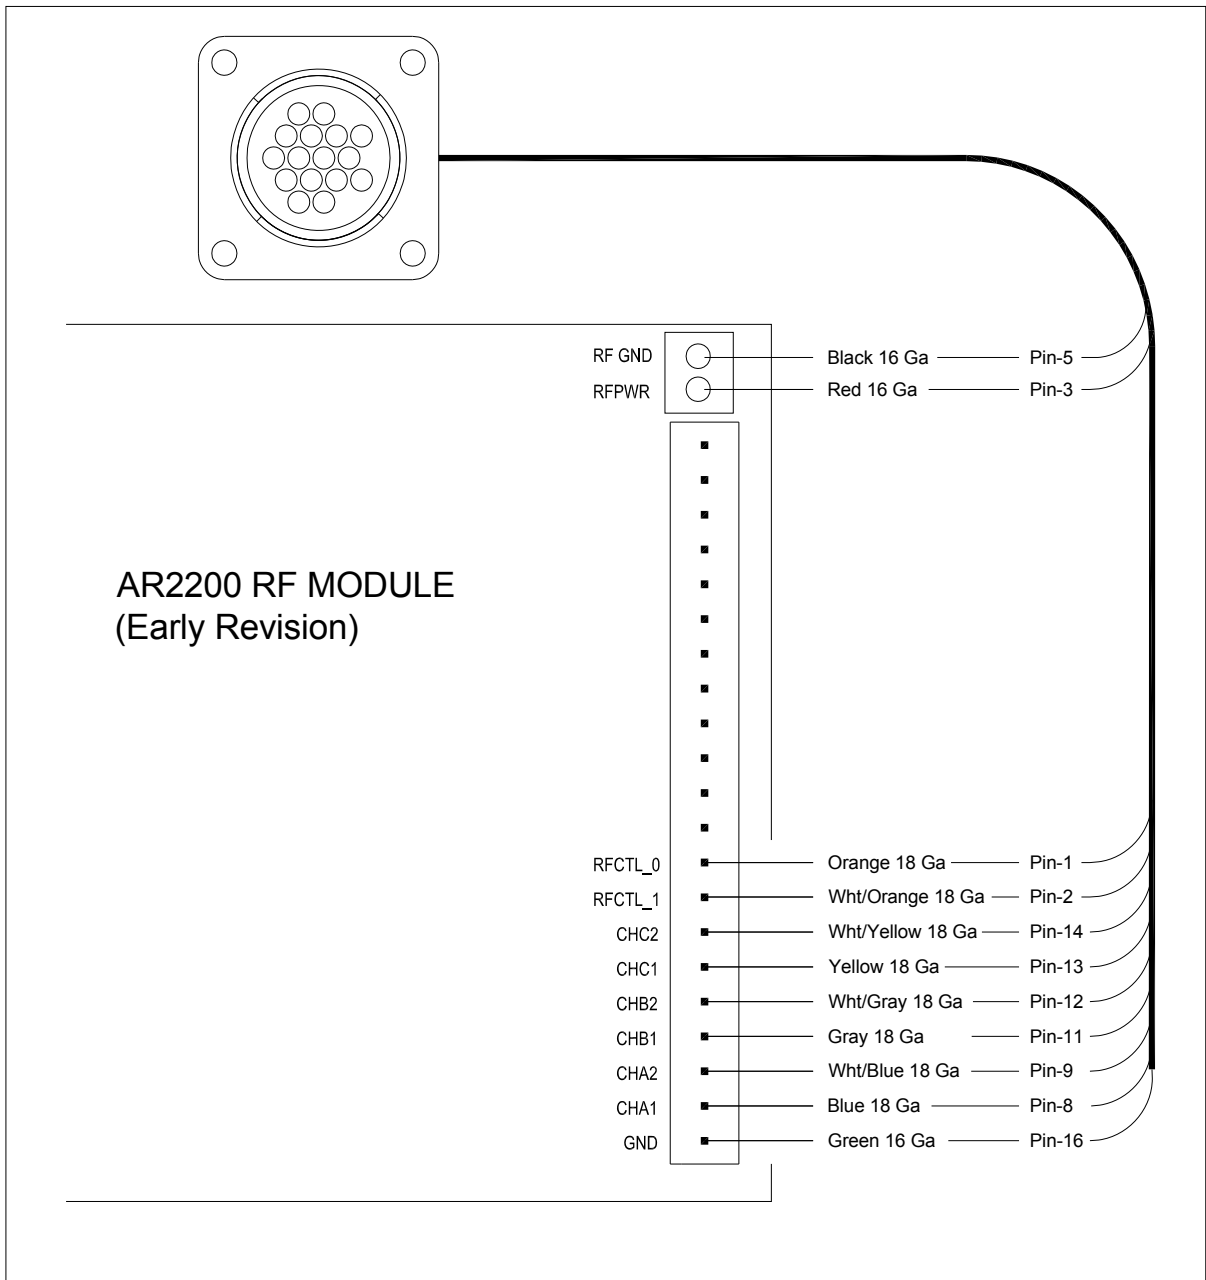 RF GND Black 16 Ga Pin-5
RFPWR Red 16 Ga Pin-3
AR2200 RF MODULE
(Early Revision)
RFCTL_0 Orange 18 Ga Pin-1
RFCTL_1 Wht/Orange 18 Ga Pin-2
CHC2 Wht/Yellow 18 Ga Pin-14
CHC1 Yellow 18 Ga Pin-13
CHB2 Wht/Gray 18 Ga Pin-12
CHB1 Gray 18 Ga Pin-11
CHA2 Wht/Blue 18 Ga Pin-9
CHA1 Blue 18 Ga Pin-8
GND Green 16 Ga Pin-16